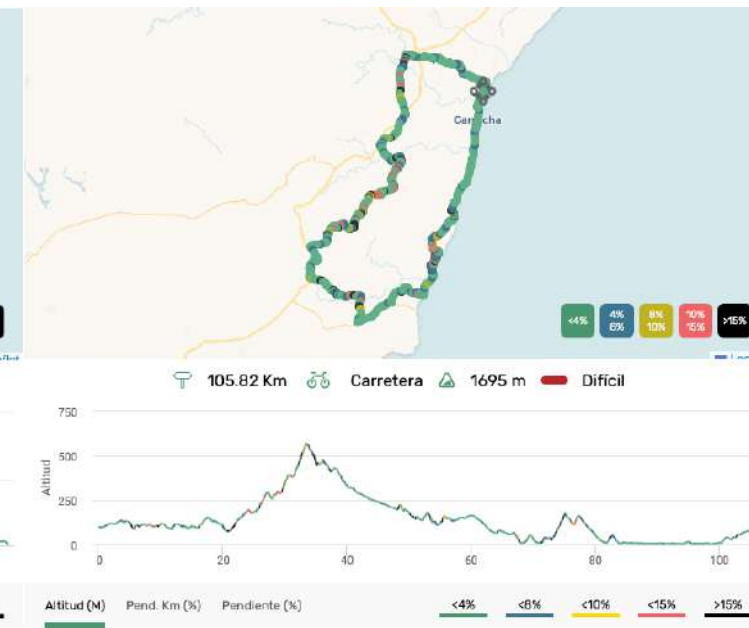 Garrucha
<4%
4%
6%
8%
10%
10%
15%
>15%
105.82 Km Carretera 1695 m Difícil
750
500
250
0
Altitud
0 20 40 60 80 100
Altitud (M) Pend. Km (%) Pendiente (%) <4% <8% <10% <15% >15%